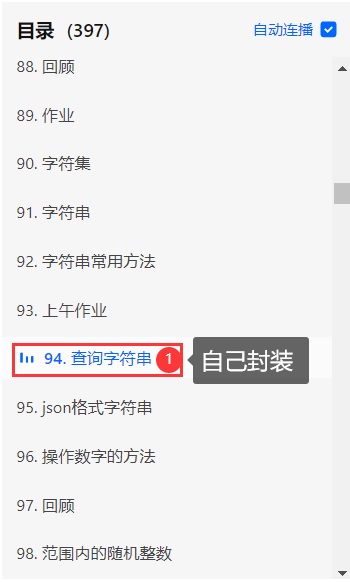 目录 (397) 自动连播
88. 回顾
89. 作业
90. 字符集
91. 字符串
92. 字符串常用方法
93. 上午作业
94. 查询字符串 1 自己封装
95. json格式字符串
96. 操作数字的方法
97. 回顾
98. 范围内的随机整数